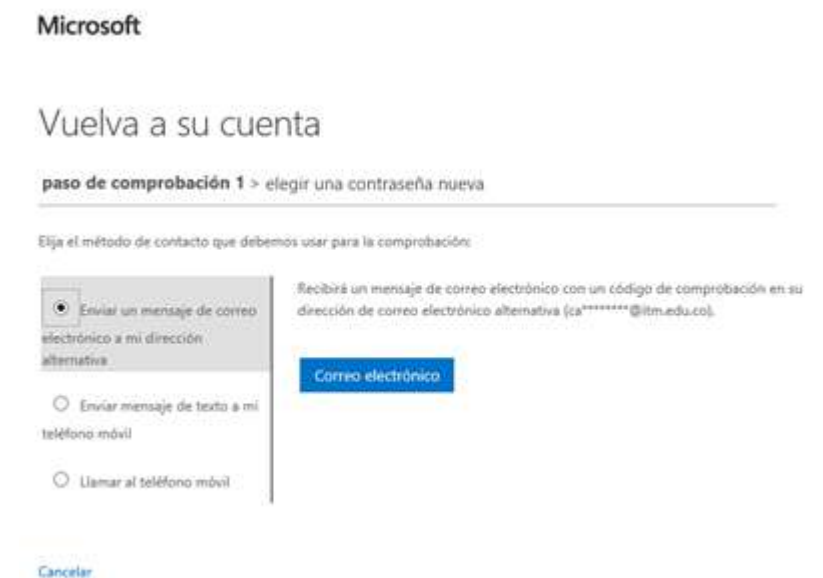 Microsoft
Vuelva a su cuenta
paso de comprobación 1 > elegir una contraseña nueva
Elija el método de contacto que debemos usar para la comprobación:
Enviar un mensaje de correo
electrónico a mi dirección
alternativa
Enviar mensaje de texto a mi
teléfono móvil
Llamar al teléfono móvil
Recibirá un mensaje de correo electrónico con un código de comprobación en su
dirección de correo electrónico alternativa (ca********@itm.edu.co).
Correo electrónico
Cancelar